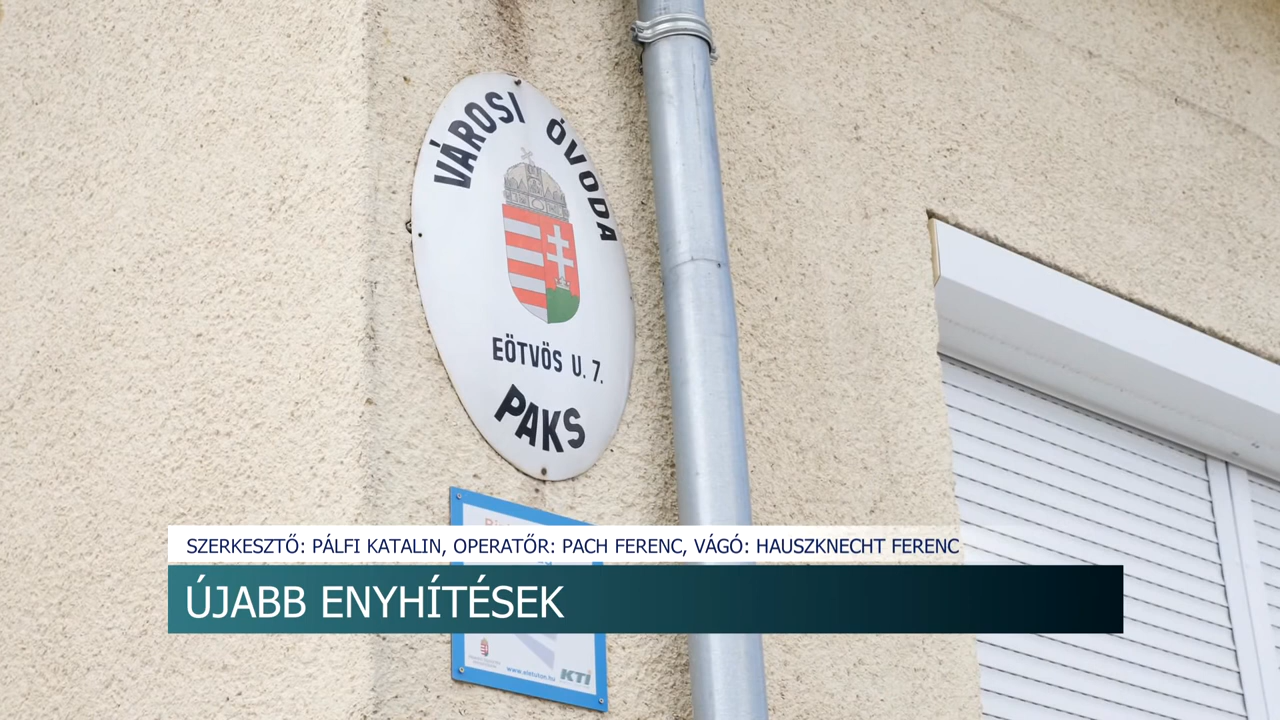 VÁROSI ÓVODA
EÖTVÖS U. 7.
PAKS
SZERKESZTŐ: PÁLFI KATALIN, OPERATŐR: PACH FERENC, VÁGÓ: HAUSZKNECHT FERENC
ÚJABB ENYHÍTÉSEK
www.eletuton.hu
KTI